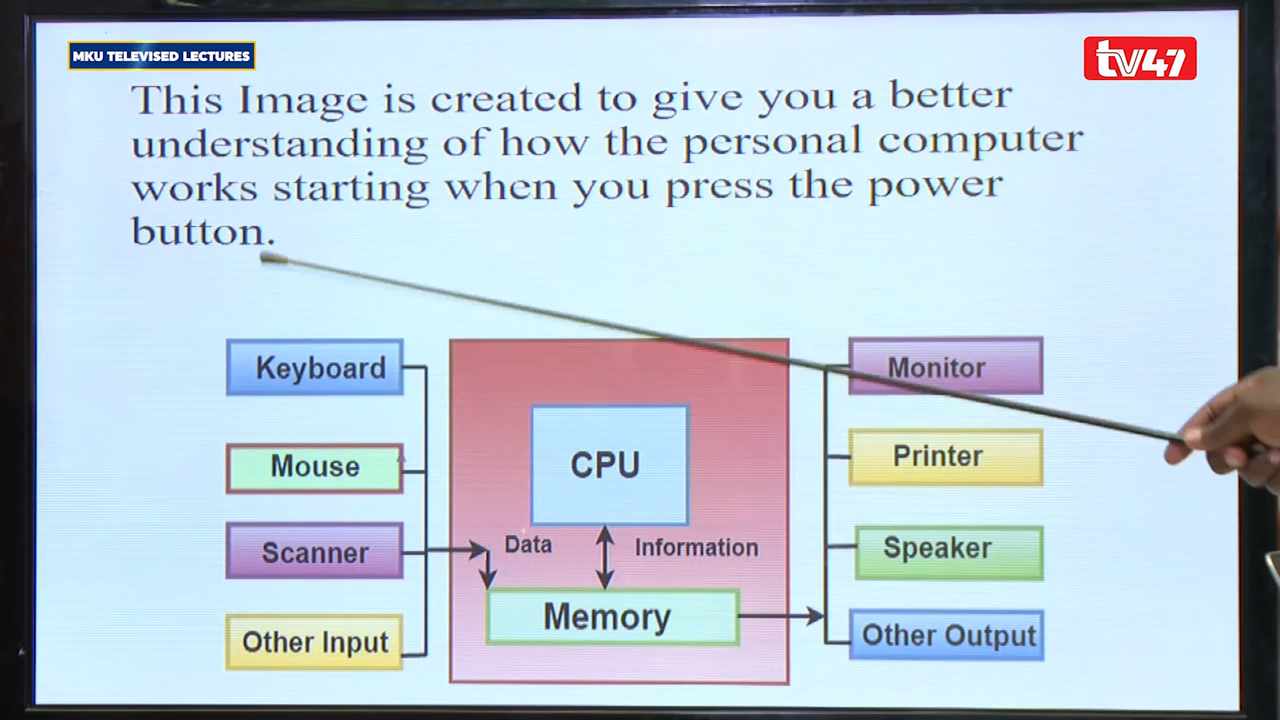 MKU TELEVISED LECTURES
tv47
This Image is created to give you a better
understanding of how the personal computer
works starting when you press the power
button.
Keyboard
Mouse
Scanner
Other Input
CPU
Data
Information
Memory
Monitor
Printer
Speaker
Other Output